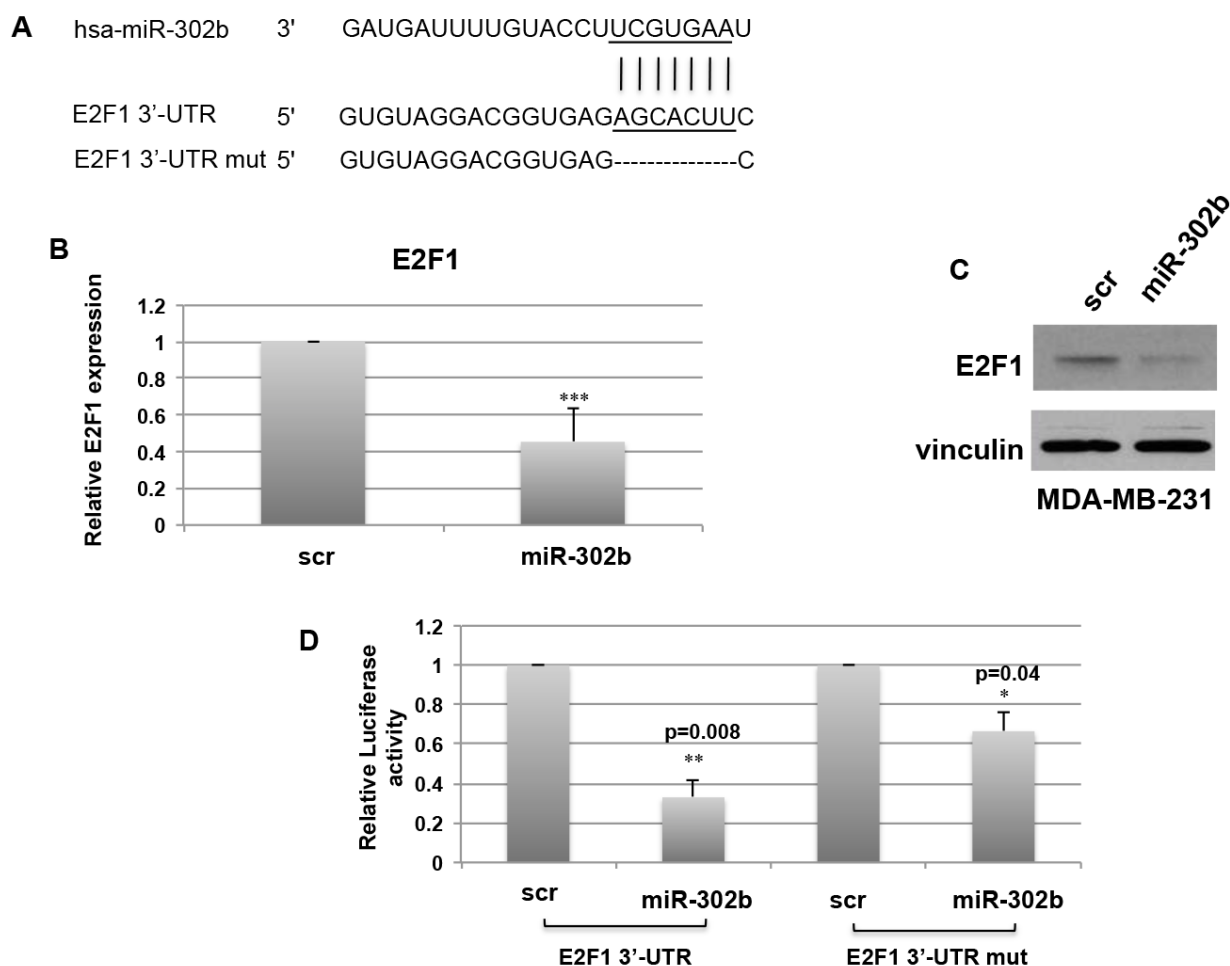 A
hsa-miR-302b 3' GAUGAUUUUGUACCUUCGUGAAU
E2F1 3’-UTR 5' GUGUAGGACGGUGAGAGCACUUC
E2F1 3’-UTR mut 5' GUGUAGGACGGUGAG---------------C
B
E2F1
Relative E2F1 expression
1.2
1
0.8
0.6
0.4
0.2
0
***
scr miR-302b
C
scr miR-302b
E2F1
vinculin
MDA-MB-231
D
Relative Luciferase
activity
1.2
1
0.8
0.6
0.4
0.2
0
p=0.008
**
p=0.04
*
scr miR-302b scr miR-302b
E2F1 3’-UTR E2F1 3’-UTR mut